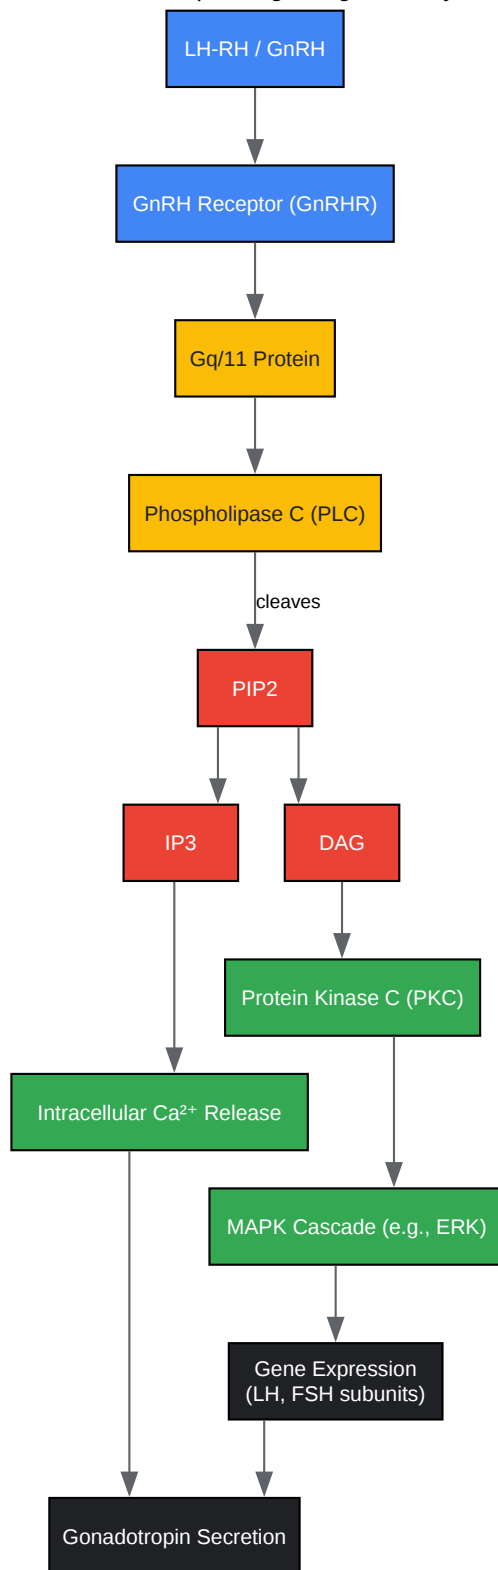 LH-RH / GnRH
GnRH Receptor (GnRHR)
Gq/11 Protein
Phospholipase C (PLC)
cleaves
PIP2
IP3
DAG
Protein Kinase C (PKC)
Intracellular Ca²⁺ Release
MAPK Cascade (e.g., ERK)
Gene Expression
(LH, FSH subunits)
Gonadotropin Secretion